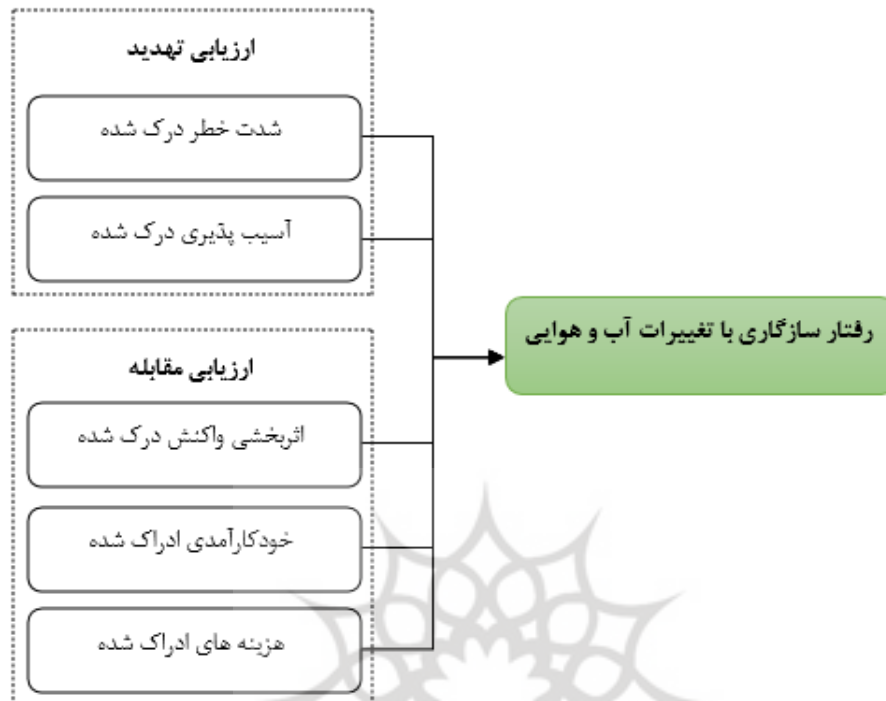 ارزیابی تهدید
شدت خطر درک شده
آسیب پذیری درک شده
رفتار سازگاری با تغییرات آب و هوایی
ارزیابی مقابله
اثربخشی واکنش درک شده
خودکارآمدی ادراک شده
هزینه های ادراک شده